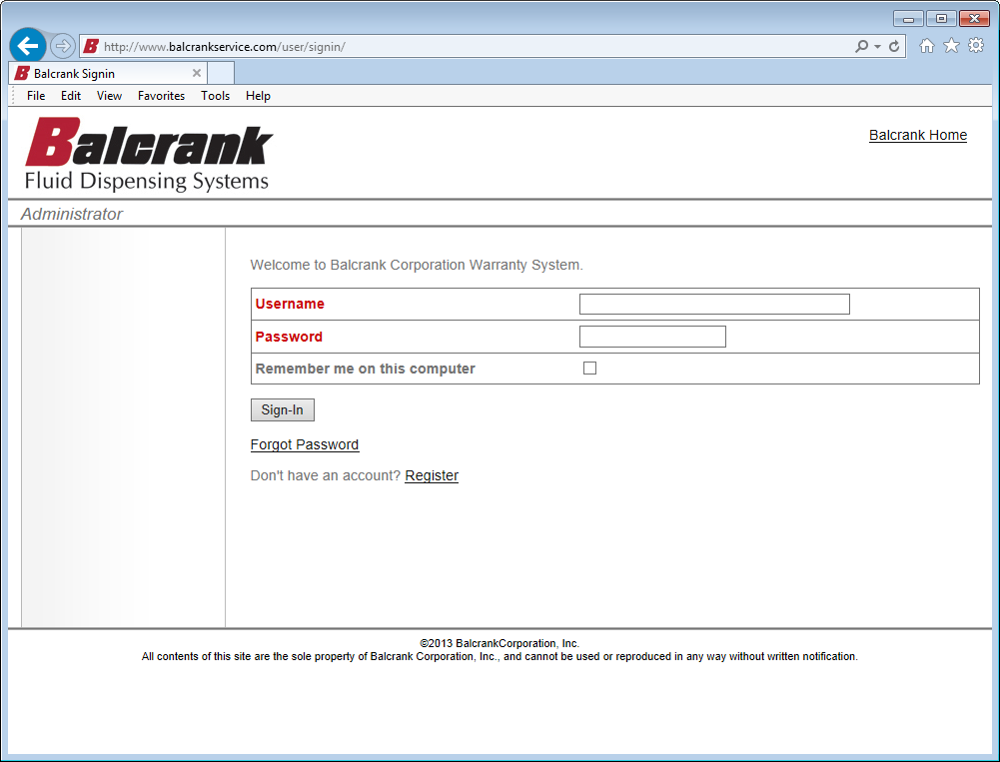 http://www.balcrankservice.com/user/signin/
Balcrank Signin
File Edit View Favorites Tools Help
Balcrank
Fluid Dispensing Systems
Balcrank Home
Administrator
Welcome to Balcrank Corporation Warranty System.
Username
Password
Remember me on this computer
Sign-In
Forgot Password
Don't have an account? Register
©2013 BalcrankCorporation, Inc.
All contents of this site are the sole property of Balcrank Corporation, Inc., and cannot be used or reproduced in any way without written notification.